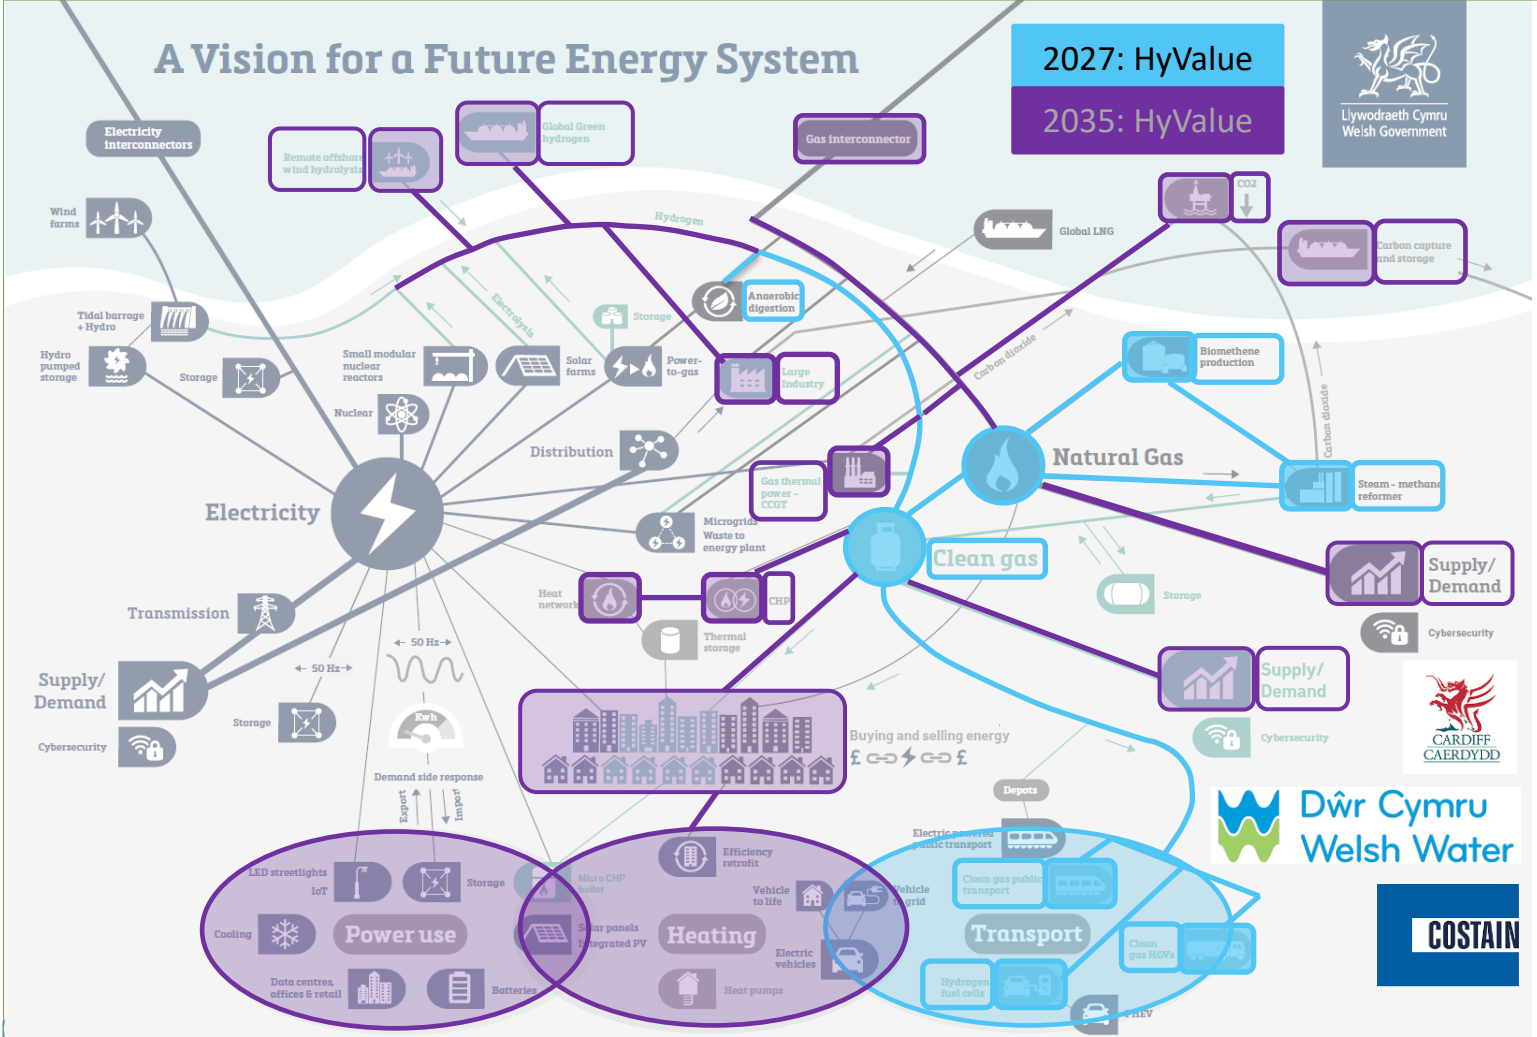 A Vision for a Future Energy System
2027: HyValue
2035: HyValue
Llywodraeth Cymru
Welsh Government
Electricity
interconnectors
Remote offshore
wind hydrolysis
Global Green
hydrogen
Gas interconnector
CO2
Wind
farms
Hydrogen
Global LNG
Carbon capture
and storage
Tidal barrage
+ Hydro
Electrolysis
Storage
Anaerobic
digestion
Hydro
pumped
storage
Storage
Small modular
nuclear
reactors
Solar
farms
Power-
to-gas
Large
Industry
Carbon dioxide
Biomethene
production
Carbon dioxide
Nuclear
Distribution
Natural Gas
Gas thermal
power –
CCGT
Steam - methane
reformer
Electricity
Microgrids
Waste to
energy plant
Clean gas
Supply/
Demand
Heat
network
CHP
Storage
Transmission
Thermal
storage
Cybersecurity
50 Hz
50 Hz
Supply/
Demand
Supply/
Demand
Storage
Kwh
Cybersecurity
Cybersecurity
CARDIFF
CAERDYDD
Buying and selling energy
£ £
Demand side response
Export
Import
Depots
Dŵr Cymru
Welsh Water
Electric powered
public transport
LED streetlights
IoT
Storage
Micro CHP
boiler
Efficiency
retrofit
Vehicle
to life
Vehicle
to grid
Clean gas public
transport
Cooling
Power use
Solar panels
Integrated PV
Heating
Electric
vehicles
Transport
Clean
gas HGVs
COSTAIN
Data centres,
offices & retail
Batteries
Heat pumps
Hydrogen
fuel cells
PHEV